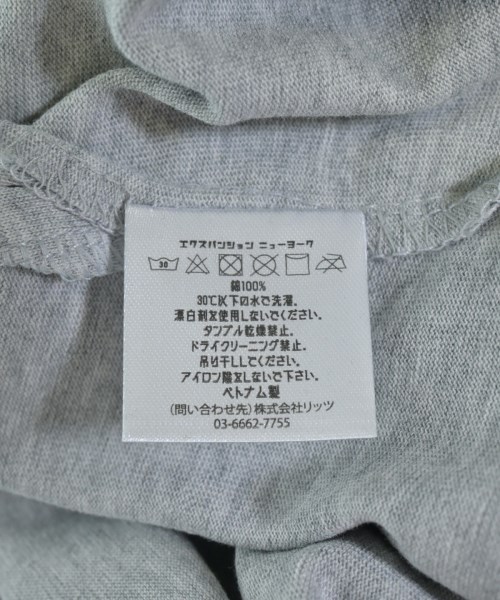 エクスパンション ニューヨーク
30
綿100%
30℃以下の水で洗濯。
漂白剤を使用しないでください。
タンブル乾燥禁止。
ドライクリーニング禁止。
吊り干してください。
アイロン陰をしないで下さい。
ベトナム製
(問い合わせ先)株式会社リッツ
03-6662-7755